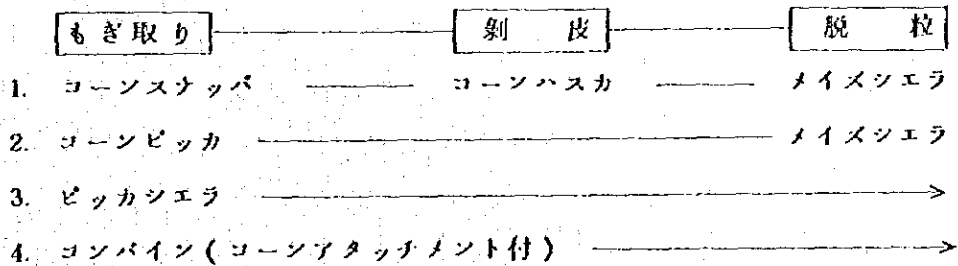 もぎ取り 剝皮 脱粒
1. コーンスナッパ コーンハスカ メイズシエラ
2. コーンピッカ メイズシエラ
3. ピッカシエラ
4. コンバイン(コーンアタッチメント付)